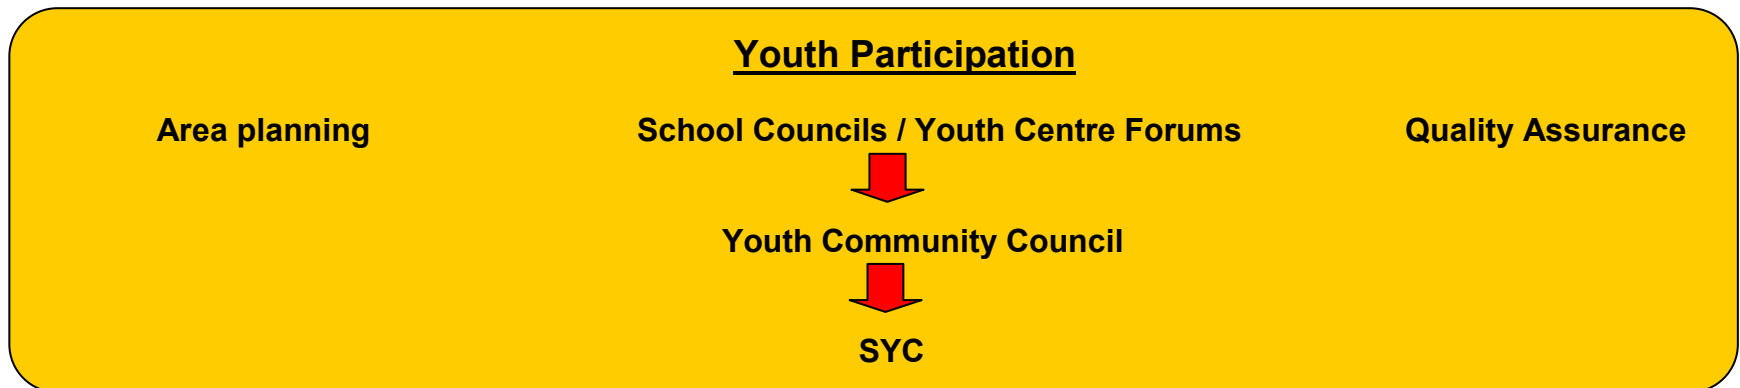 Youth Participation
Area planning School Councils / Youth Centre Forums Quality Assurance
Youth Community Council
SYC